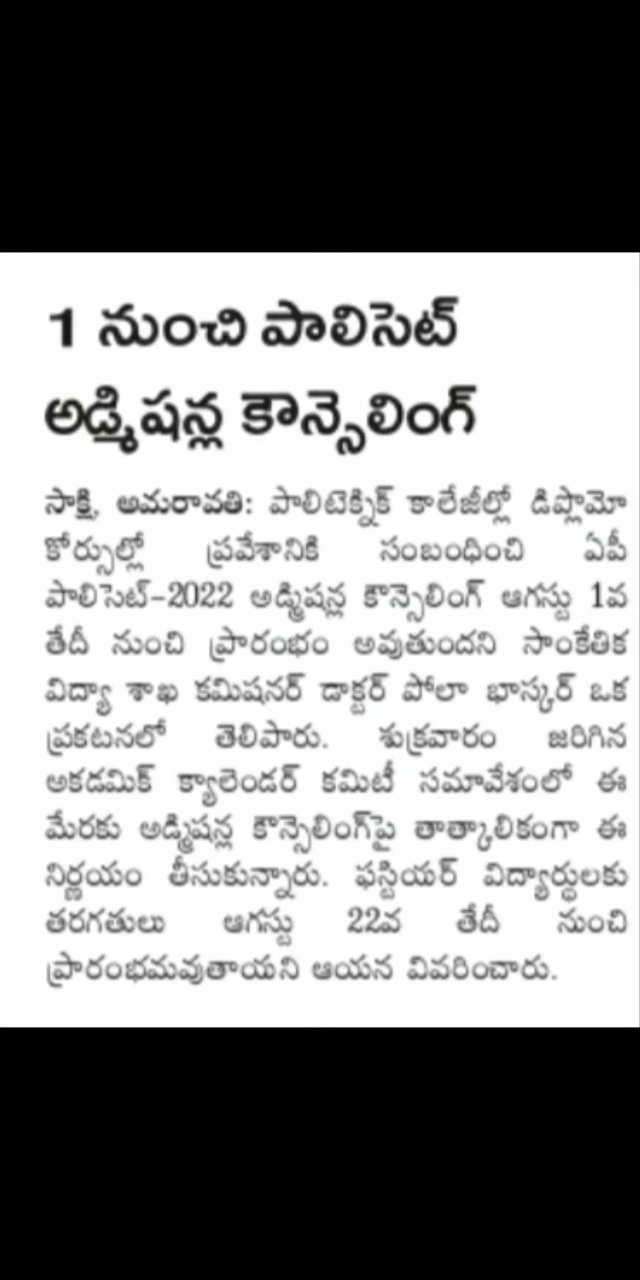 1 నుంచి పాలిసెట్
అడ్మిషన్ల కౌన్సెలింగ్
సాక్షి, అమరావతి: పాలిటెక్నిక్ కాలేజీల్లో డిప్లొమో
కోర్సుల్లో ప్రవేశానికి సంబంధించి ఏపీ
పాలిసెట్–2022 అడ్మిషన్ల కౌన్సెలింగ్ ఆగస్టు 1వ
తేదీ నుంచి ప్రారంభం అవుతుందని సాంకేతిక
విద్యా శాఖ కమిషనర్ డాక్టర్ పోలా భాస్కర్ ఒక
ప్రకటనలో తెలిపారు. శుక్రవారం జరిగిన
అకడమిక్ క్యాలెండర్ కమిటీ సమావేశంలో ఈ
మేరకు అడ్మిషన్ల కౌన్సెలింగ్‌పై తాత్కాలికంగా ఈ
నిర్ణయం తీసుకున్నారు. ఫస్టియర్ విద్యార్థులకు
తరగతులు ఆగస్టు 22వ తేదీ నుంచి
ప్రారంభమవుతాయని ఆయన వివరించారు.